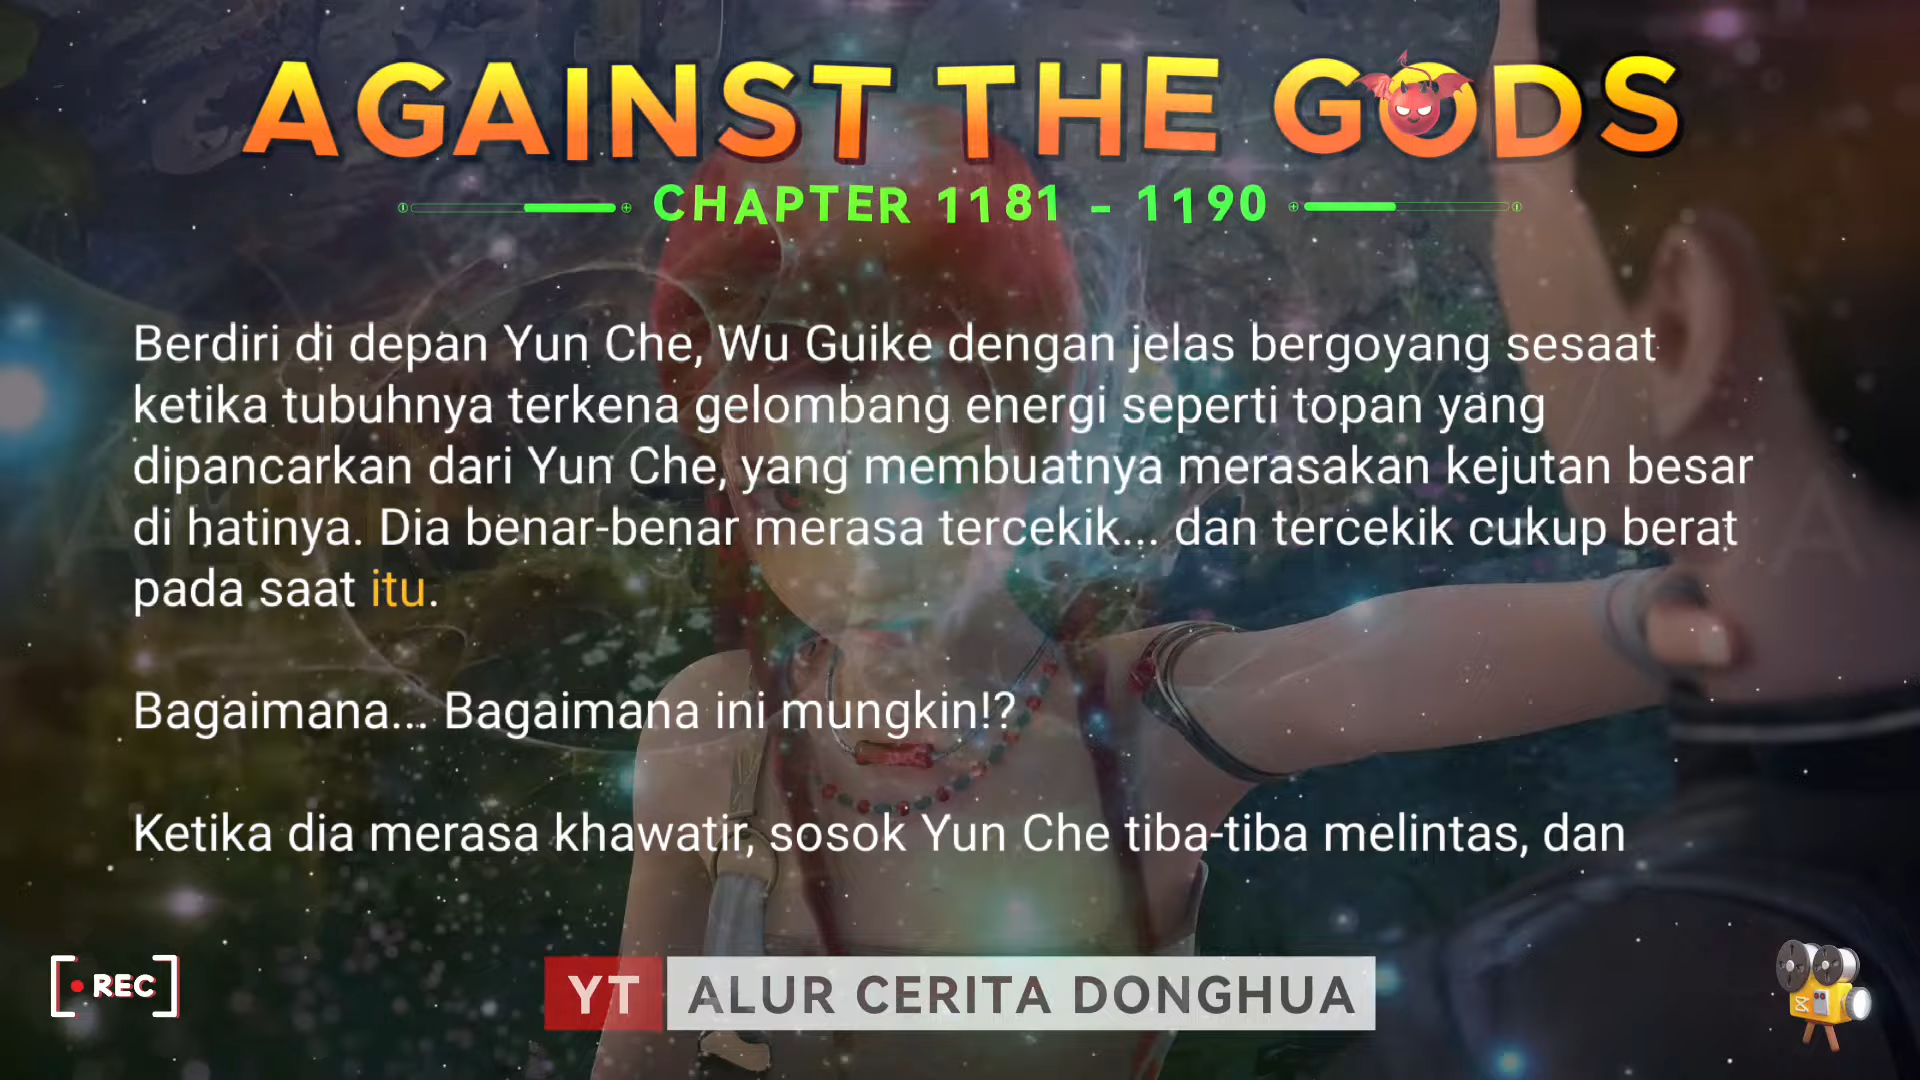 AGAINST THE GODS
CHAPTER 1181 - 1190
Berdiri di depan Yun Che, Wu Guike dengan jelas bergoyang sesaat
ketika tubuhnya terkena gelombang energi seperti topan yang
dipancarkan dari Yun Che, yang membuatnya merasakan kejutan besar
di hatinya. Dia benar-benar merasa tercekik... dan tercekik cukup berat
pada saat itu.
Bagaimana... Bagaimana ini mungkin!?
Ketika dia merasa khawatir, sosok Yun Che tiba-tiba melintas, dan
REC
YT ALUR CERITA DONGHUA